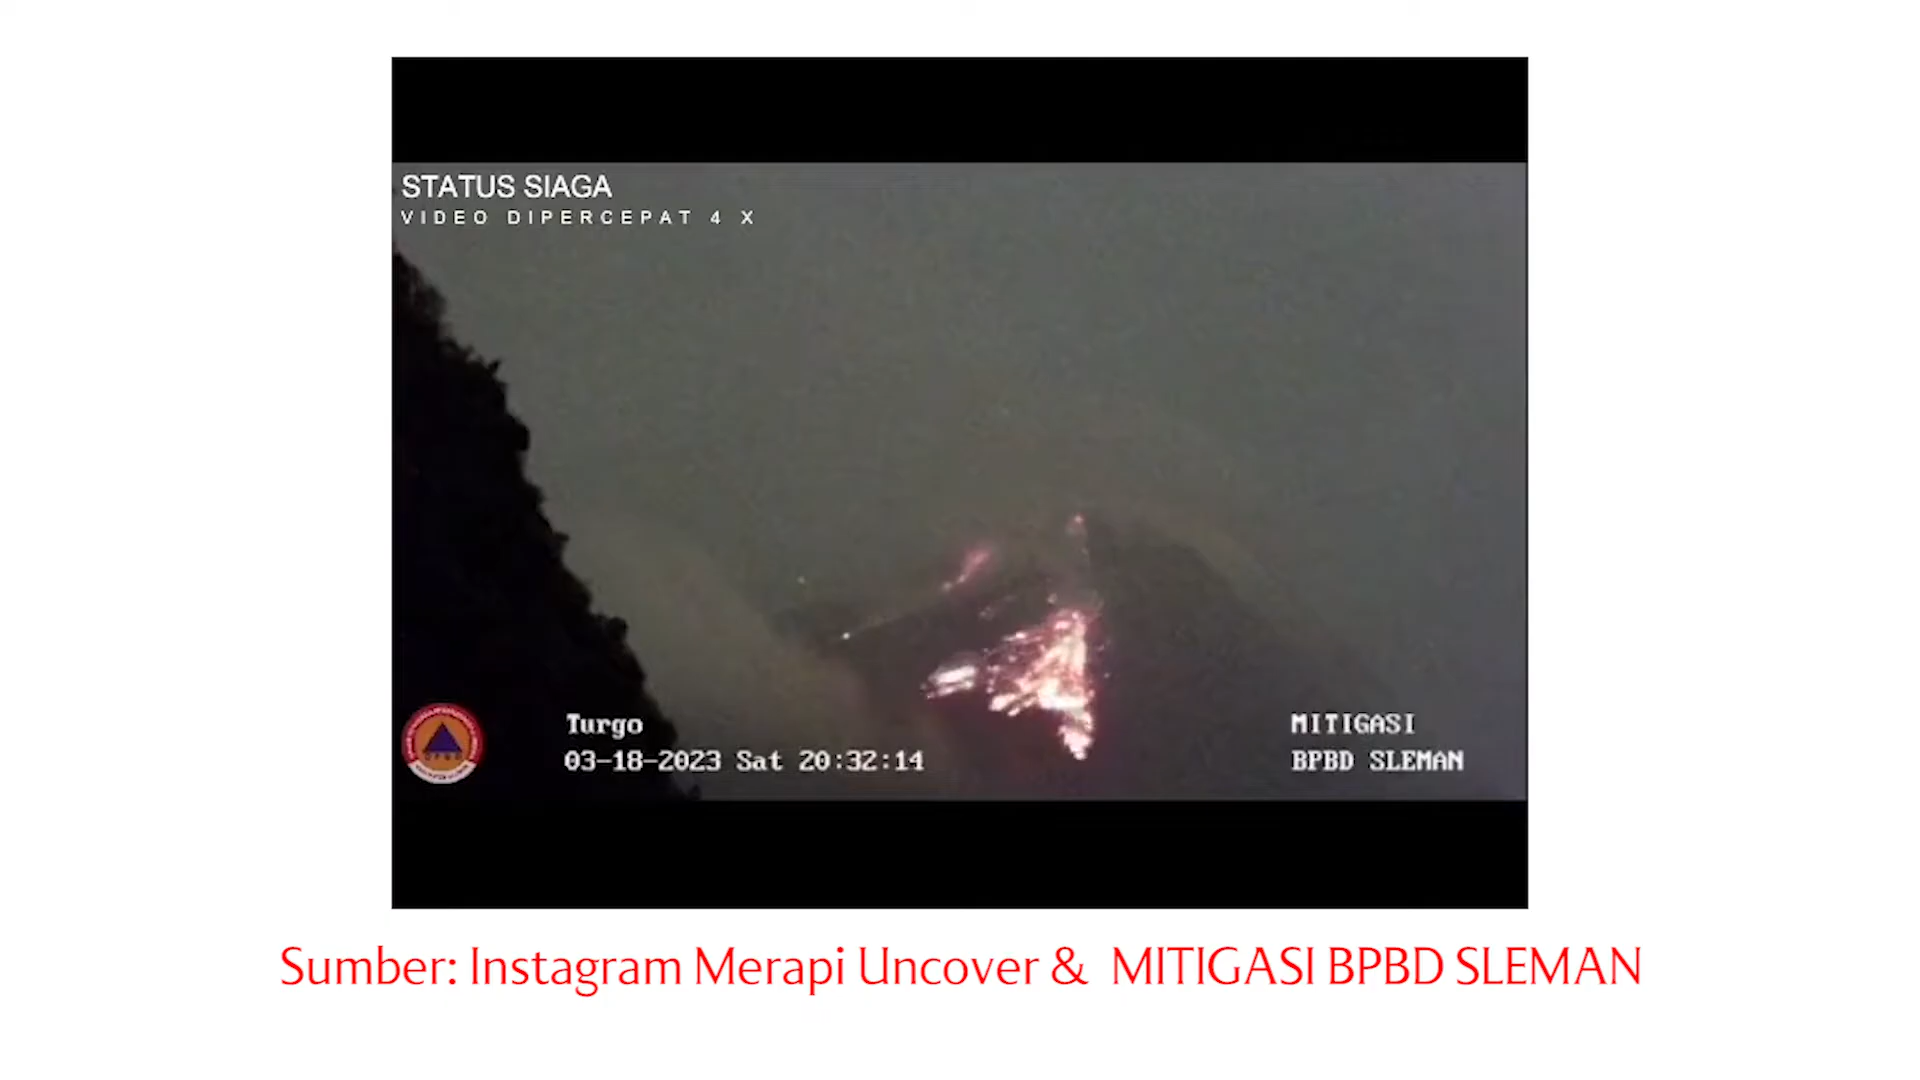 STATUS SIAGA
VIDEO DIPERCEPAT 4 X
Turgo
03-18-2023 Sat 20:32:14
MITIGASI
BPBD SLEMAN
BPBD
Sumber: Instagram Merapi Uncover & MITIGASI BPBD SLEMAN